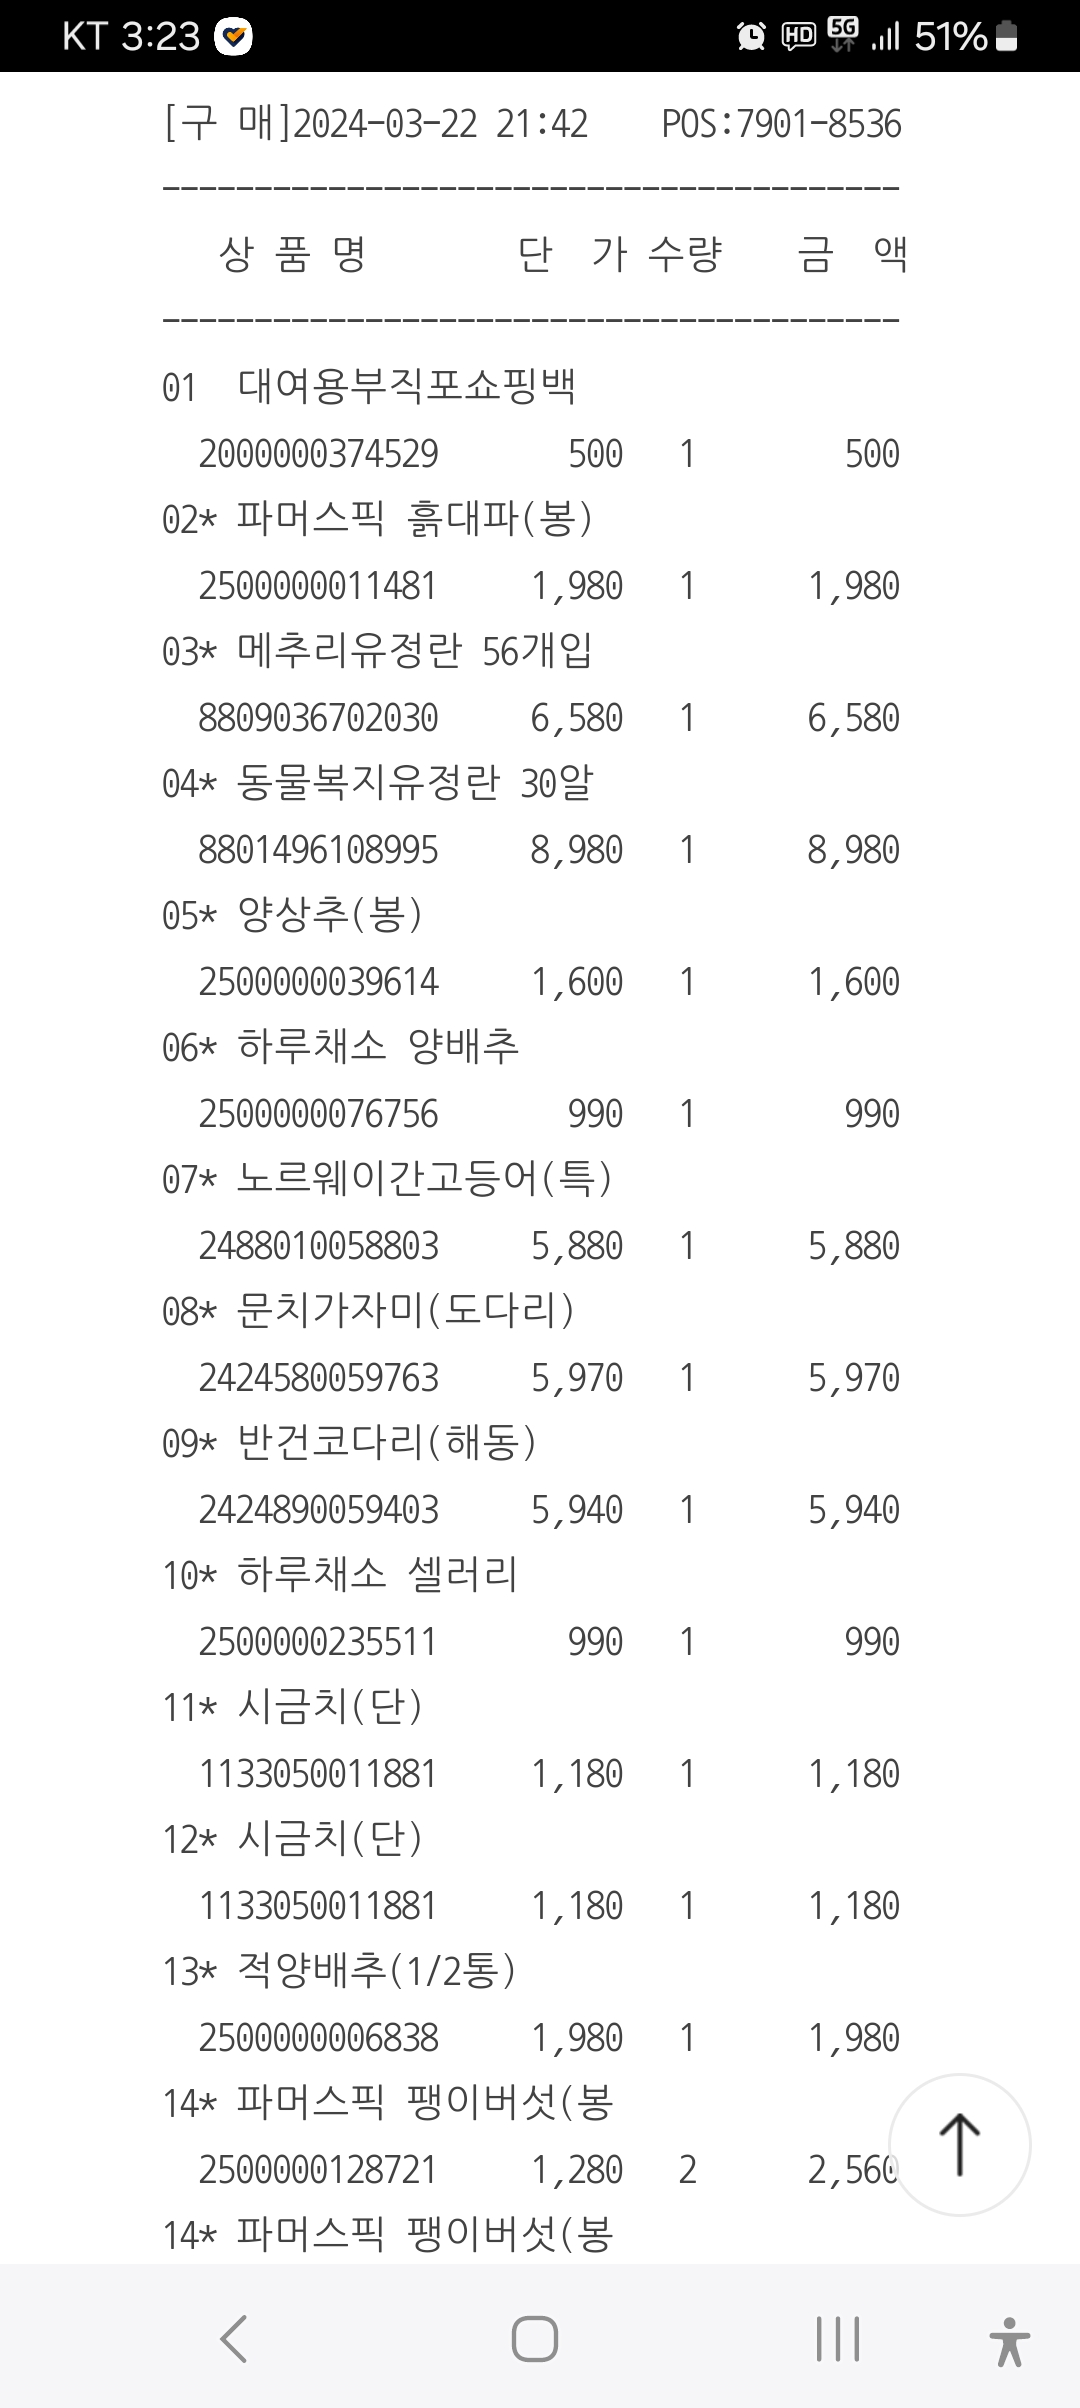 KT 3:23 HD 5G 51%
[구 매]2024-03-22 21:42 POS:7901-8536
----------------------------------------
상 품 명 단 가 수량 금 액
----------------------------------------
01 대여용부직포쇼핑백
2000000374529 500 1 500
02* 파머스픽 흙대파(봉)
2500000011481 1,980 1 1,980
03* 메추리유정란 56개입
8809036702030 6,580 1 6,580
04* 동물복지유정란 30알
8801496108995 8,980 1 8,980
05* 양상추(봉)
2500000039614 1,600 1 1,600
06* 하루채소 양배추
2500000076756 990 1 990
07* 노르웨이간고등어(특)
2488010058803 5,880 1 5,880
08* 문치가자미(도다리)
2424580059763 5,970 1 5,970
09* 반건코다리(해동)
2424890059403 5,940 1 5,940
10* 하루채소 셀러리
2500000235511 990 1 990
11* 시금치(단)
1133050011881 1,180 1 1,180
12* 시금치(단)
1133050011881 1,180 1 1,180
13* 적양배추(1/2통)
2500000006838 1,980 1 1,980
14* 파머스픽 팽이버섯(봉
2500000128721 1,280 2 2,560
14* 파머스픽 팽이버섯(봉